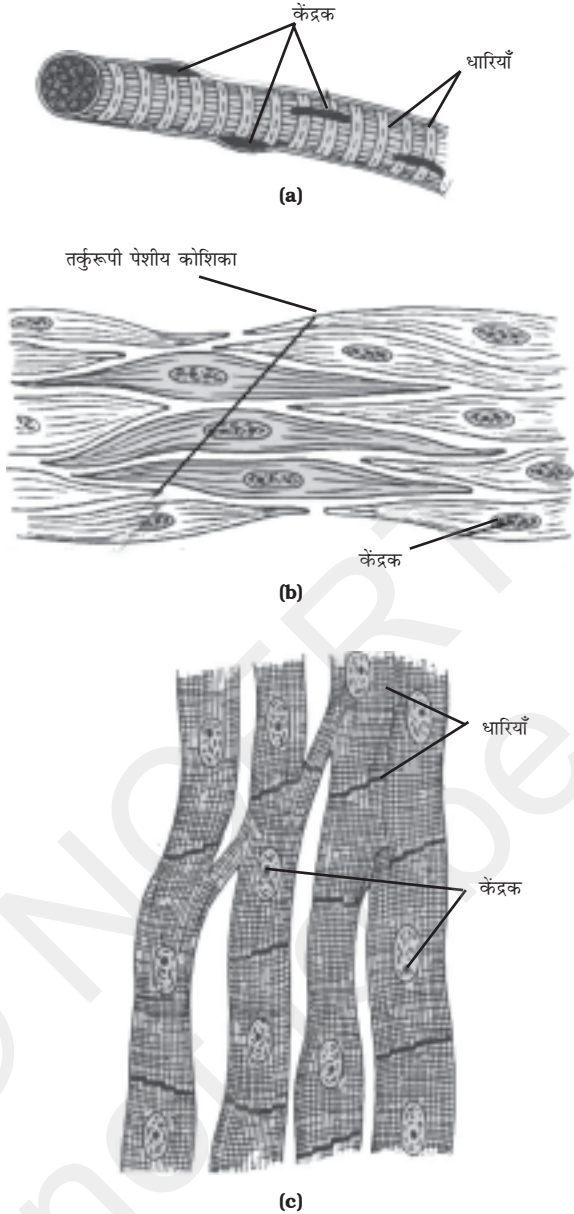 केंद्रक
धारियाँ
(a)
तर्कुरूपी पेशीय कोशिका
केंद्रक
(b)
धारियाँ
केंद्रक
(c)